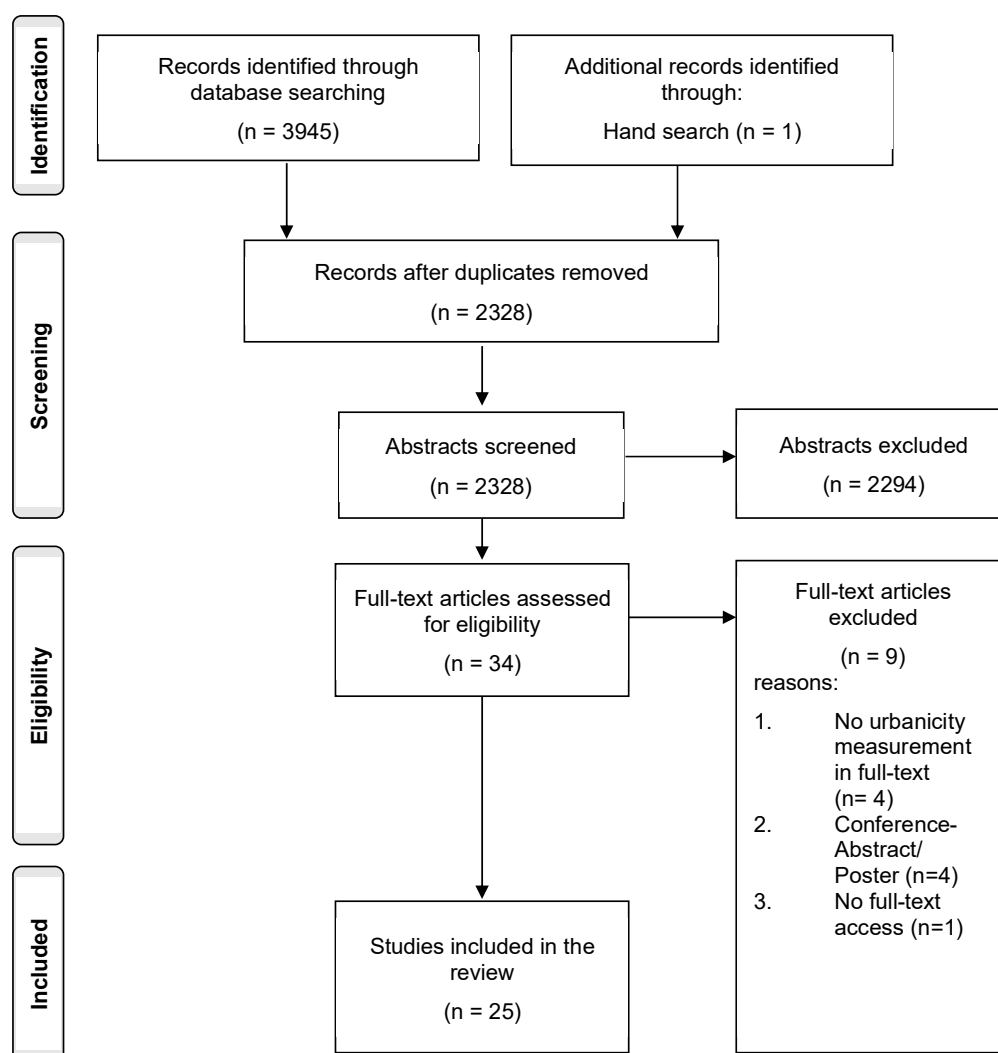 Identification
Records identified through
database searching
(n = 3945)
Additional records identified
through:
Hand search (n = 1)
Screening
Records after duplicates removed
(n = 2328)
Abstracts screened
(n = 2328)
Abstracts excluded
(n = 2294)
Eligibility
Full-text articles assessed
for eligibility
(n = 34)
Full-text articles
excluded
(n = 9)
reasons:
1. No urbanicity
measurement
in full-text
(n= 4)
2. Conference-
Abstract/
Poster (n=4)
3. No full-text
access (n=1)
Included
Studies included in the
review
(n = 25)